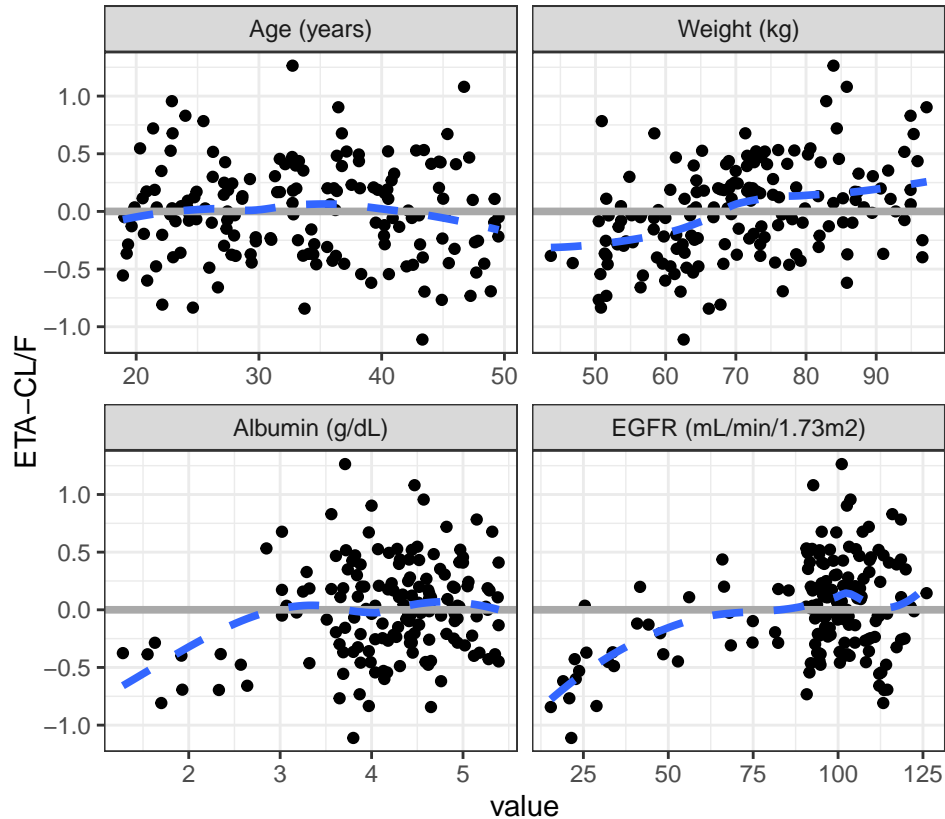 Age (years)
Weight (kg)
1.0
0.5
0.0
−0.5
−1.0
20 30 40 50
50 60 70 80 90
ETA−CL/F
Albumin (g/dL)
EGFR (mL/min/1.73m2)
1.0
0.5
0.0
−0.5
−1.0
2 3 4 5
25 50 75 100 125
value